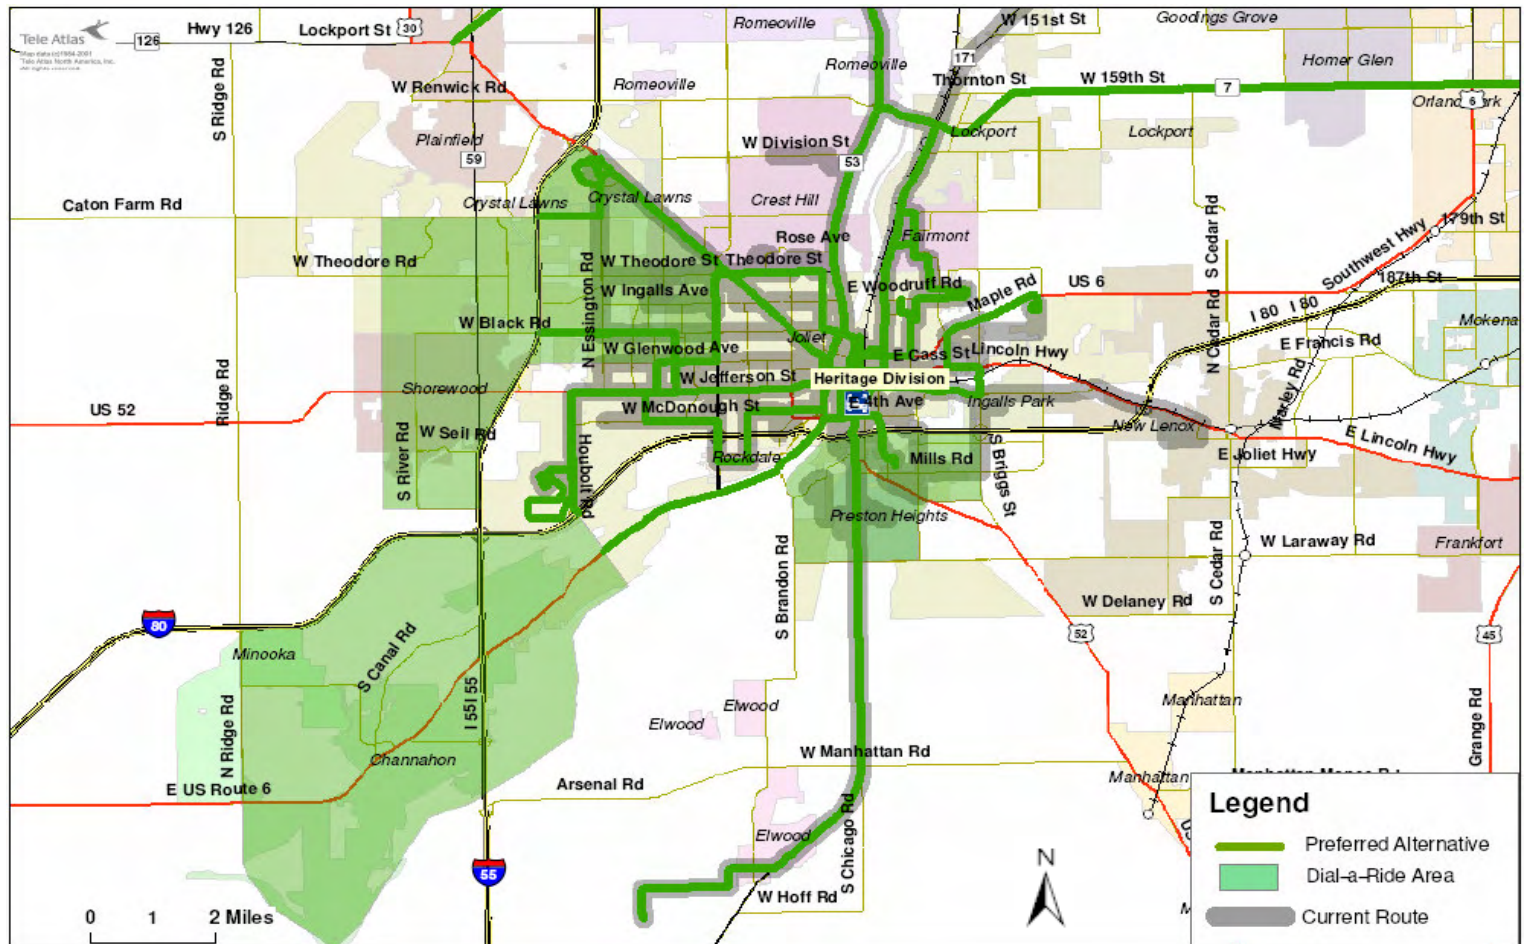 Hwy 126
Lockport St
30
126
Tele Atlas
Romeoville
W 151st St
Goodings Grove
Homer Glen
171
Romeoville
Thornton St
W 159th St
7
6
S Ridge Rd
W Renwick Rd
Romeoville
Plainfield
59
W Division St
53
Lockport
Lockport
Caton Farm Rd
Crystal Lawns
Crystal Lawns
Crest Hill
Rose Ave
Fairmont
S Cedar Rd
179th St
Southwest Hwy
187th St
W Theodore Rd
N Essington Rd
W Theodore St
Theodore St
W Ingalls Ave
E Woodruff Rd
Maple Rd
US 6
I 80
I 80
N Cedar Rd
Mokena
W Black Rd
W Glenwood Ave
Joliet
E Cass St
Lincoln Hwy
E Francis Rd
Marley Rd
Ridge Rd
Shorewood
W Jefferson St
Heritage Division
E 4th Ave
Ingalls Park
US 52
W McDonough St
New Lenox
E Lincoln Hwy
W Seil Rd
S River Rd
Houbolt Rd
Rockdale
Mills Rd
S Briggs St
E Joliet Hwy
Preston Heights
W Laraway Rd
Frankfort
S Brandon Rd
S Cedar Rd
W Delaney Rd
80
52
45
Minooka
S Canal Rd
N Ridge Rd
I 55
I 55
Elwood
Elwood
Manhattan
Grange Rd
Channahon
W Manhattan Rd
Manhattan
E US Route 6
Arsenal Rd
S Chicago Rd
Elwood
55
W Hoff Rd
N
0 1 2 Miles
Legend
Preferred Alternative
Dial-a-Ride Area
Current Route